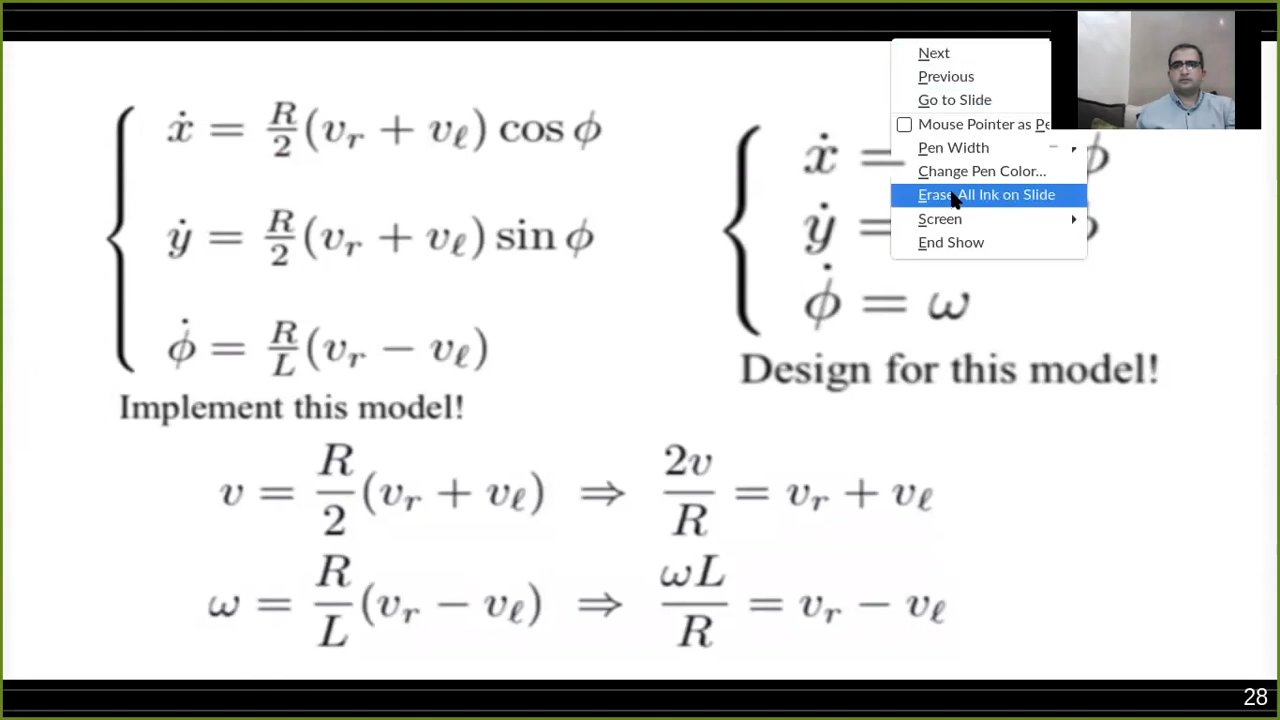 ẋ = R/2 (v_r + v_ℓ) cos ϕ
ẏ = R/2 (v_r + v_ℓ) sin ϕ
ϕ̇ = R/L (v_r − v_ℓ)
Implement this model!
ẋ = ϕ
ẏ =
ϕ̇ = ω
Design for this model!
v = R/2 (v_r + v_ℓ) ⇒ 2v/R = v_r + v_ℓ
ω = R/L (v_r − v_ℓ) ⇒ ωL/R = v_r − v_ℓ
Next
Previous
Go to Slide
Mouse Pointer as
Pen Width
Change Pen Color...
Erase All Ink on Slide
Screen
End Show
28